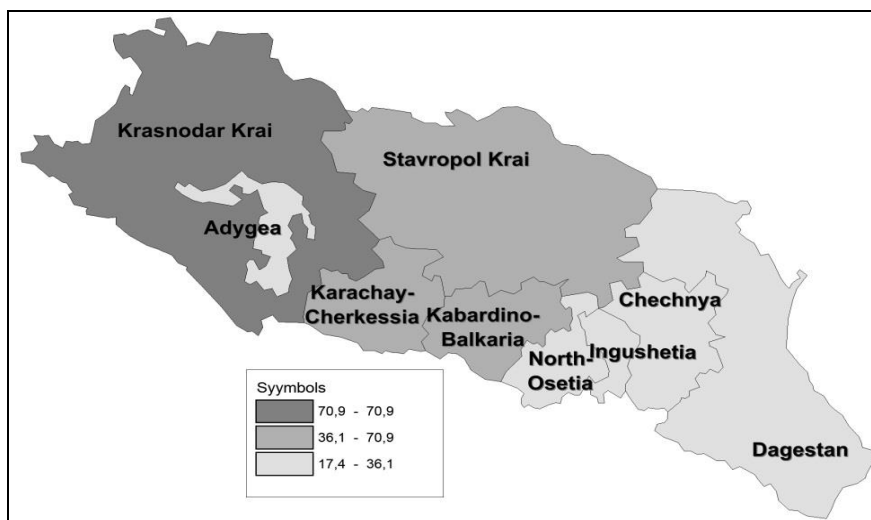 Krasnodar Krai
Stavropol Krai
Adygea
Karachay-
Cherkessia
Kabardino-
Balkaria
Chechnya
North-
Osetia
Ingushetia
Dagestan
Syymbols
70,9 - 70,9
36,1 - 70,9
17,4 - 36,1